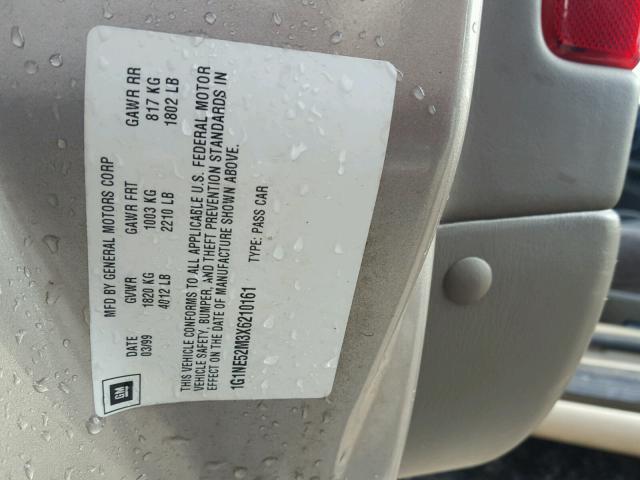 MFD BY GENERAL MOTORS CORP
DATE GVWR GAWR FRT GAWR RR
03/99 1820 KG 1003 KG 817 KG
4012 LB 2210 LB 1802 LB
THIS VEHICLE CONFORMS TO ALL APPLICABLE U.S. FEDERAL MOTOR
VEHICLE SAFETY, BUMPER, AND THEFT PREVENTION STANDARDS IN
EFFECT ON THE DATE OF MANUFACTURE SHOWN ABOVE.
1G1NE52M3X6210161 TYPE: PASS CAR
GM